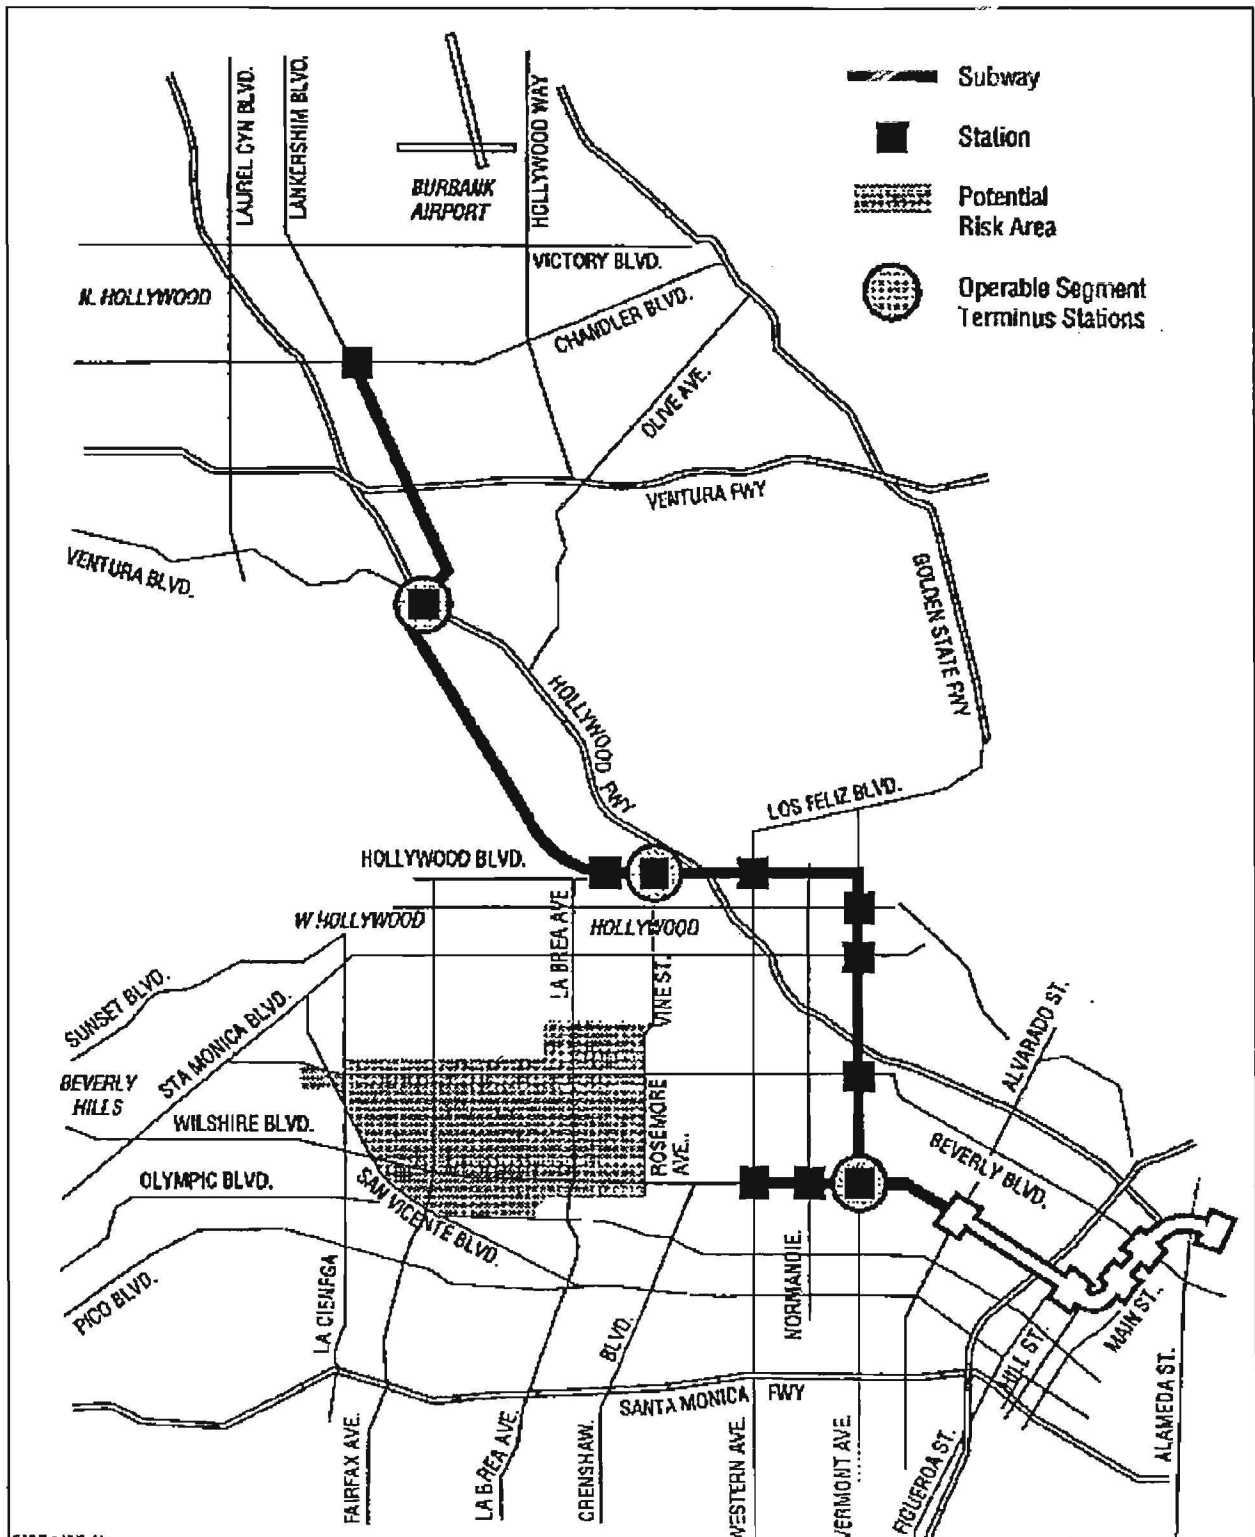 Subway
Station
Potential
Risk Area
Operable Segment
Terminus Stations
LAUREL CYN BLVD.
LANKERSHIM BLVD.
BURBANK
AIRPORT
HOLLYWOOD WAY
VICTORY BLVD.
N. HOLLYWOOD
CHANDLER BLVD.
OLIVE AVE.
VENTURA FWY
VENTURA BLVD.
GOLDEN STATE FWY
HOLLYWOOD FWY
LOS FELIZ BLVD.
HOLLYWOOD BLVD.
W HOLLYWOOD
LA BREA AVE
HOLLYWOOD
VINE ST.
SUNSET BLVD.
STA MONICA BLVD.
ALVARADO ST.
BEVERLY
HILLS
WILSHIRE BLVD.
ROSEMORE
AVE.
BEVERLY BLVD.
OLYMPIC BLVD.
SAN VICENTE BLVD.
PICO BLVD.
LA CIENEGA
NORMANDIE.
BLVD.
HILL ST.
MAIN ST.
SANTA MONICA FWY
ALAMEDA ST.
FAIRFAX AVE.
LA BREA AVE.
CRENSHAW.
WESTERN AVE.
VERMONT AVE.
FIGUEROA ST.